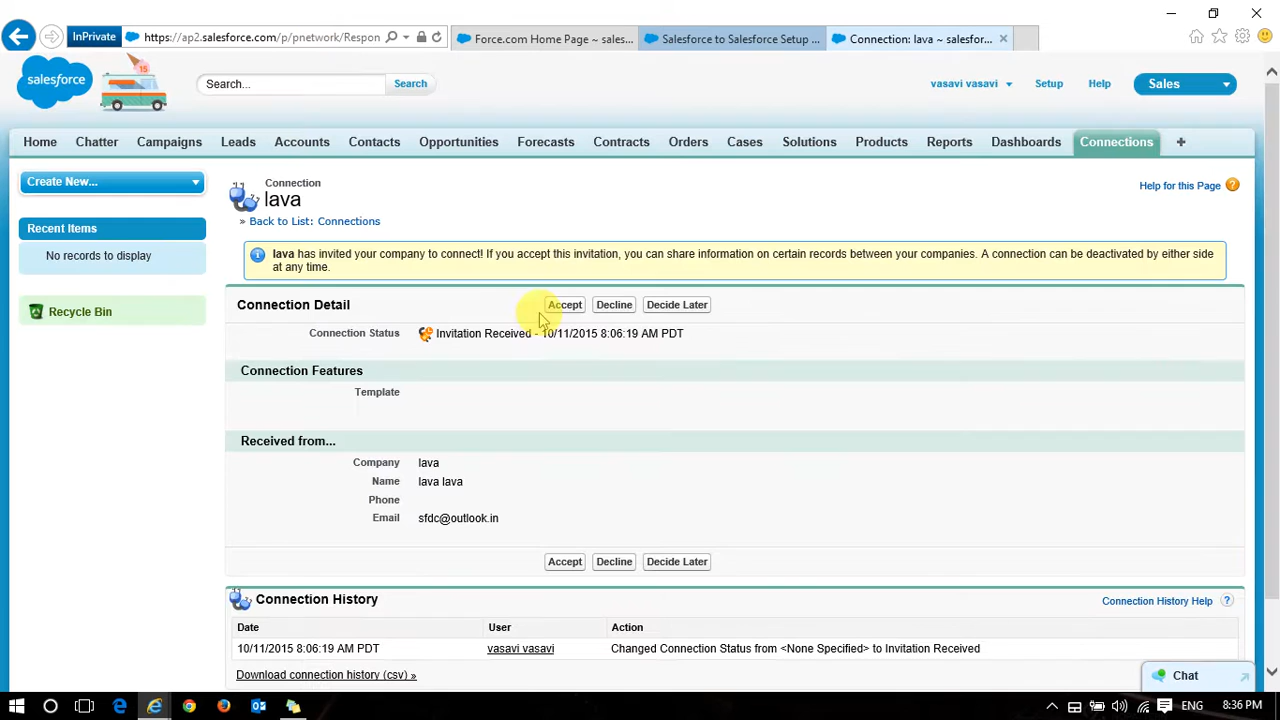 InPrivate
https://ap2.salesforce.com/p/pnetwork/Respon
Force.com Home Page ~ sales...
Salesforce to Salesforce Setup ...
Connection: lava ~ salesfor...
salesforce
15
Search...
Search
vasavi vasavi
Setup
Help
Sales
Home
Chatter
Campaigns
Leads
Accounts
Contacts
Opportunities
Forecasts
Contracts
Orders
Cases
Solutions
Products
Reports
Dashboards
Connections
+
Create New...
Recent Items
No records to display
Recycle Bin
Connection
lava
» Back to List: Connections
Help for this Page ?
lava has invited your company to connect! If you accept this invitation, you can share information on certain records between your companies. A connection can be deactivated by either side
at any time.
Connection Detail
Accept
Decline
Decide Later
Connection Status
Invitation Received - 10/11/2015 8:06:19 AM PDT
Connection Features
Template
Received from...
Company
lava
Name
lava lava
Phone
Email
sfdc@outlook.in
Accept
Decline
Decide Later
Connection History
Connection History Help ?
Date
User
Action
10/11/2015 8:06:19 AM PDT
vasavi vasavi
Changed Connection Status from <None Specified> to Invitation Received
Download connection history (csv) »
Chat
ENG
8:36 PM